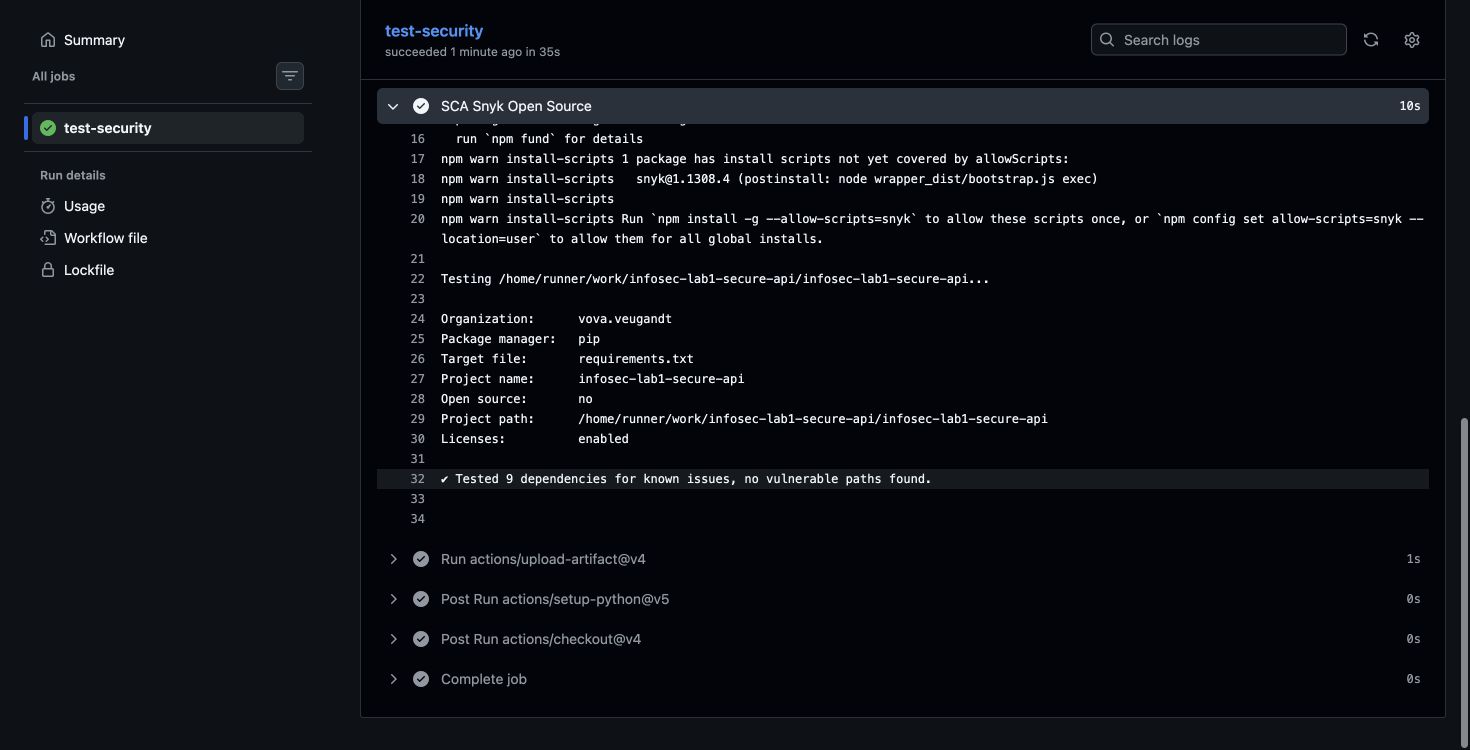 Summary
All jobs
test-security
Run details
Usage
Workflow file
Lockfile
test-security
succeeded 1 minute ago in 35s
Search logs
SCA Snyk Open Source 10s
16 run `npm fund` for details
17 npm warn install-scripts 1 package has install scripts not yet covered by allowScripts:
18 npm warn install-scripts   snyk@1.1308.4 (postinstall: node wrapper_dist/bootstrap.js exec)
19 npm warn install-scripts
20 npm warn install-scripts Run `npm install -g --allow-scripts=snyk` to allow these scripts once, or `npm config set allow-scripts=snyk --
location=user` to allow them for all global installs.
21
22 Testing /home/runner/work/infosec-lab1-secure-api/infosec-lab1-secure-api...
23
24 Organization:      vova.veugandt
25 Package manager:   pip
26 Target file:       requirements.txt
27 Project name:      infosec-lab1-secure-api
28 Open source:       no
29 Project path:      /home/runner/work/infosec-lab1-secure-api/infosec-lab1-secure-api
30 Licenses:          enabled
31
32 ✔ Tested 9 dependencies for known issues, no vulnerable paths found.
33
34
Run actions/upload-artifact@v4 1s
Post Run actions/setup-python@v5 0s
Post Run actions/checkout@v4 0s
Complete job 0s